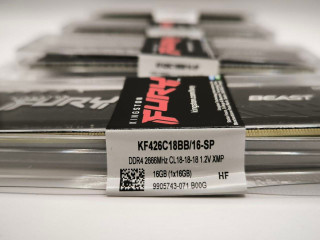 KINGSTON
FURY
FURY
BEAST
KF426C18BB/16-SP
DDR4 2666MHz CL18-18-18 1.2V XMP
16GB (1x16GB) HF
9905743-071 B00G